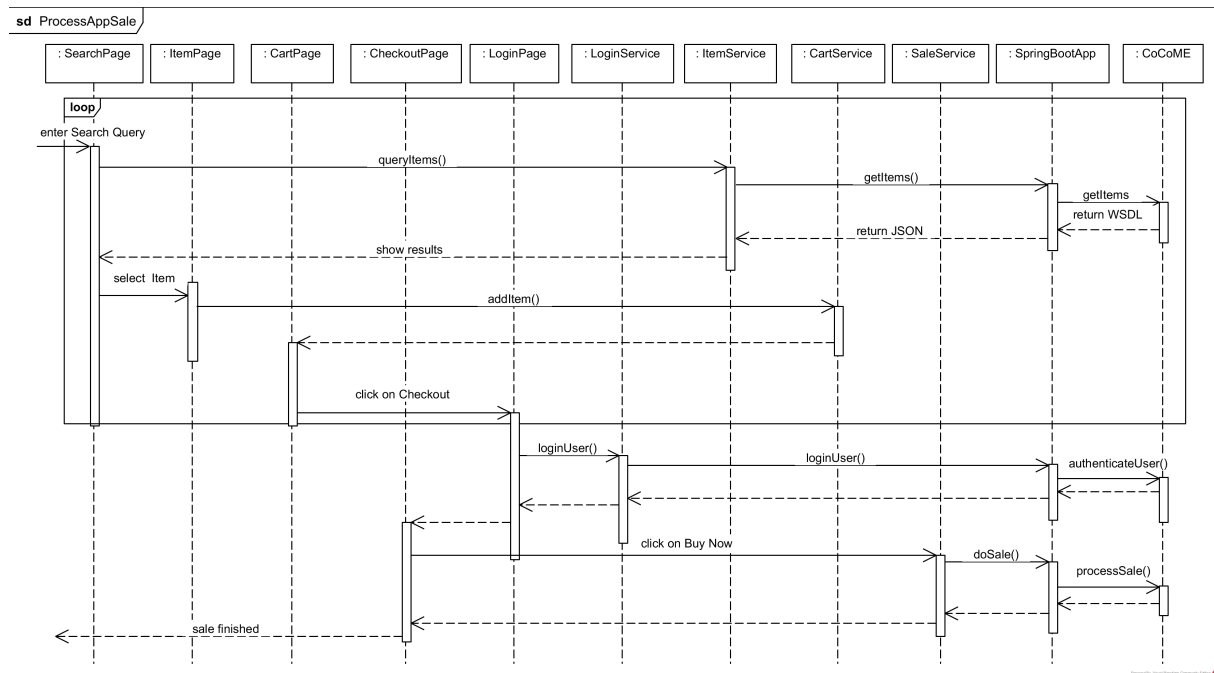 sd ProcessAppSale
: SearchPage
: ItemPage
: CartPage
: CheckoutPage
: LoginPage
: LoginService
: ItemService
: CartService
: SaleService
: SpringBootApp
: CoCoME
loop
enter Search Query
queryItems()
getItems()
getItems
return WSDL
return JSON
show results
select Item
addItem()
click on Checkout
loginUser()
loginUser()
authenticateUser()
click on Buy Now
doSale()
processSale()
sale finished